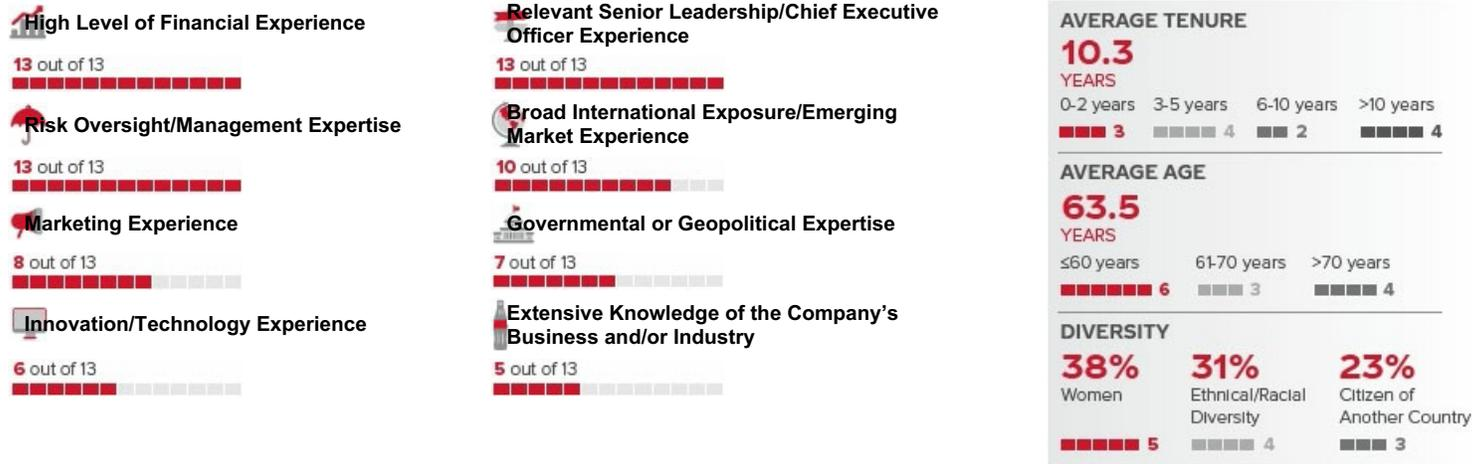 High Level of Financial Experience
13 out of 13
Risk Oversight/Management Expertise
13 out of 13
Marketing Experience
8 out of 13
Innovation/Technology Experience
6 out of 13
Relevant Senior Leadership/Chief Executive
Officer Experience
13 out of 13
Broad International Exposure/Emerging
Market Experience
10 out of 13
Governmental or Geopolitical Expertise
7 out of 13
Extensive Knowledge of the Company's
Business and/or Industry
5 out of 13
AVERAGE TENURE
10.3
YEARS
0-2 years 3-5 years 6-10 years >10 years
3 4 2 4
AVERAGE AGE
63.5
YEARS
≤60 years 61-70 years >70 years
6 3 4
DIVERSITY
38% 31% 23%
Women Ethnical/Racial Citizen of
Diversity Another Country
5 4 3